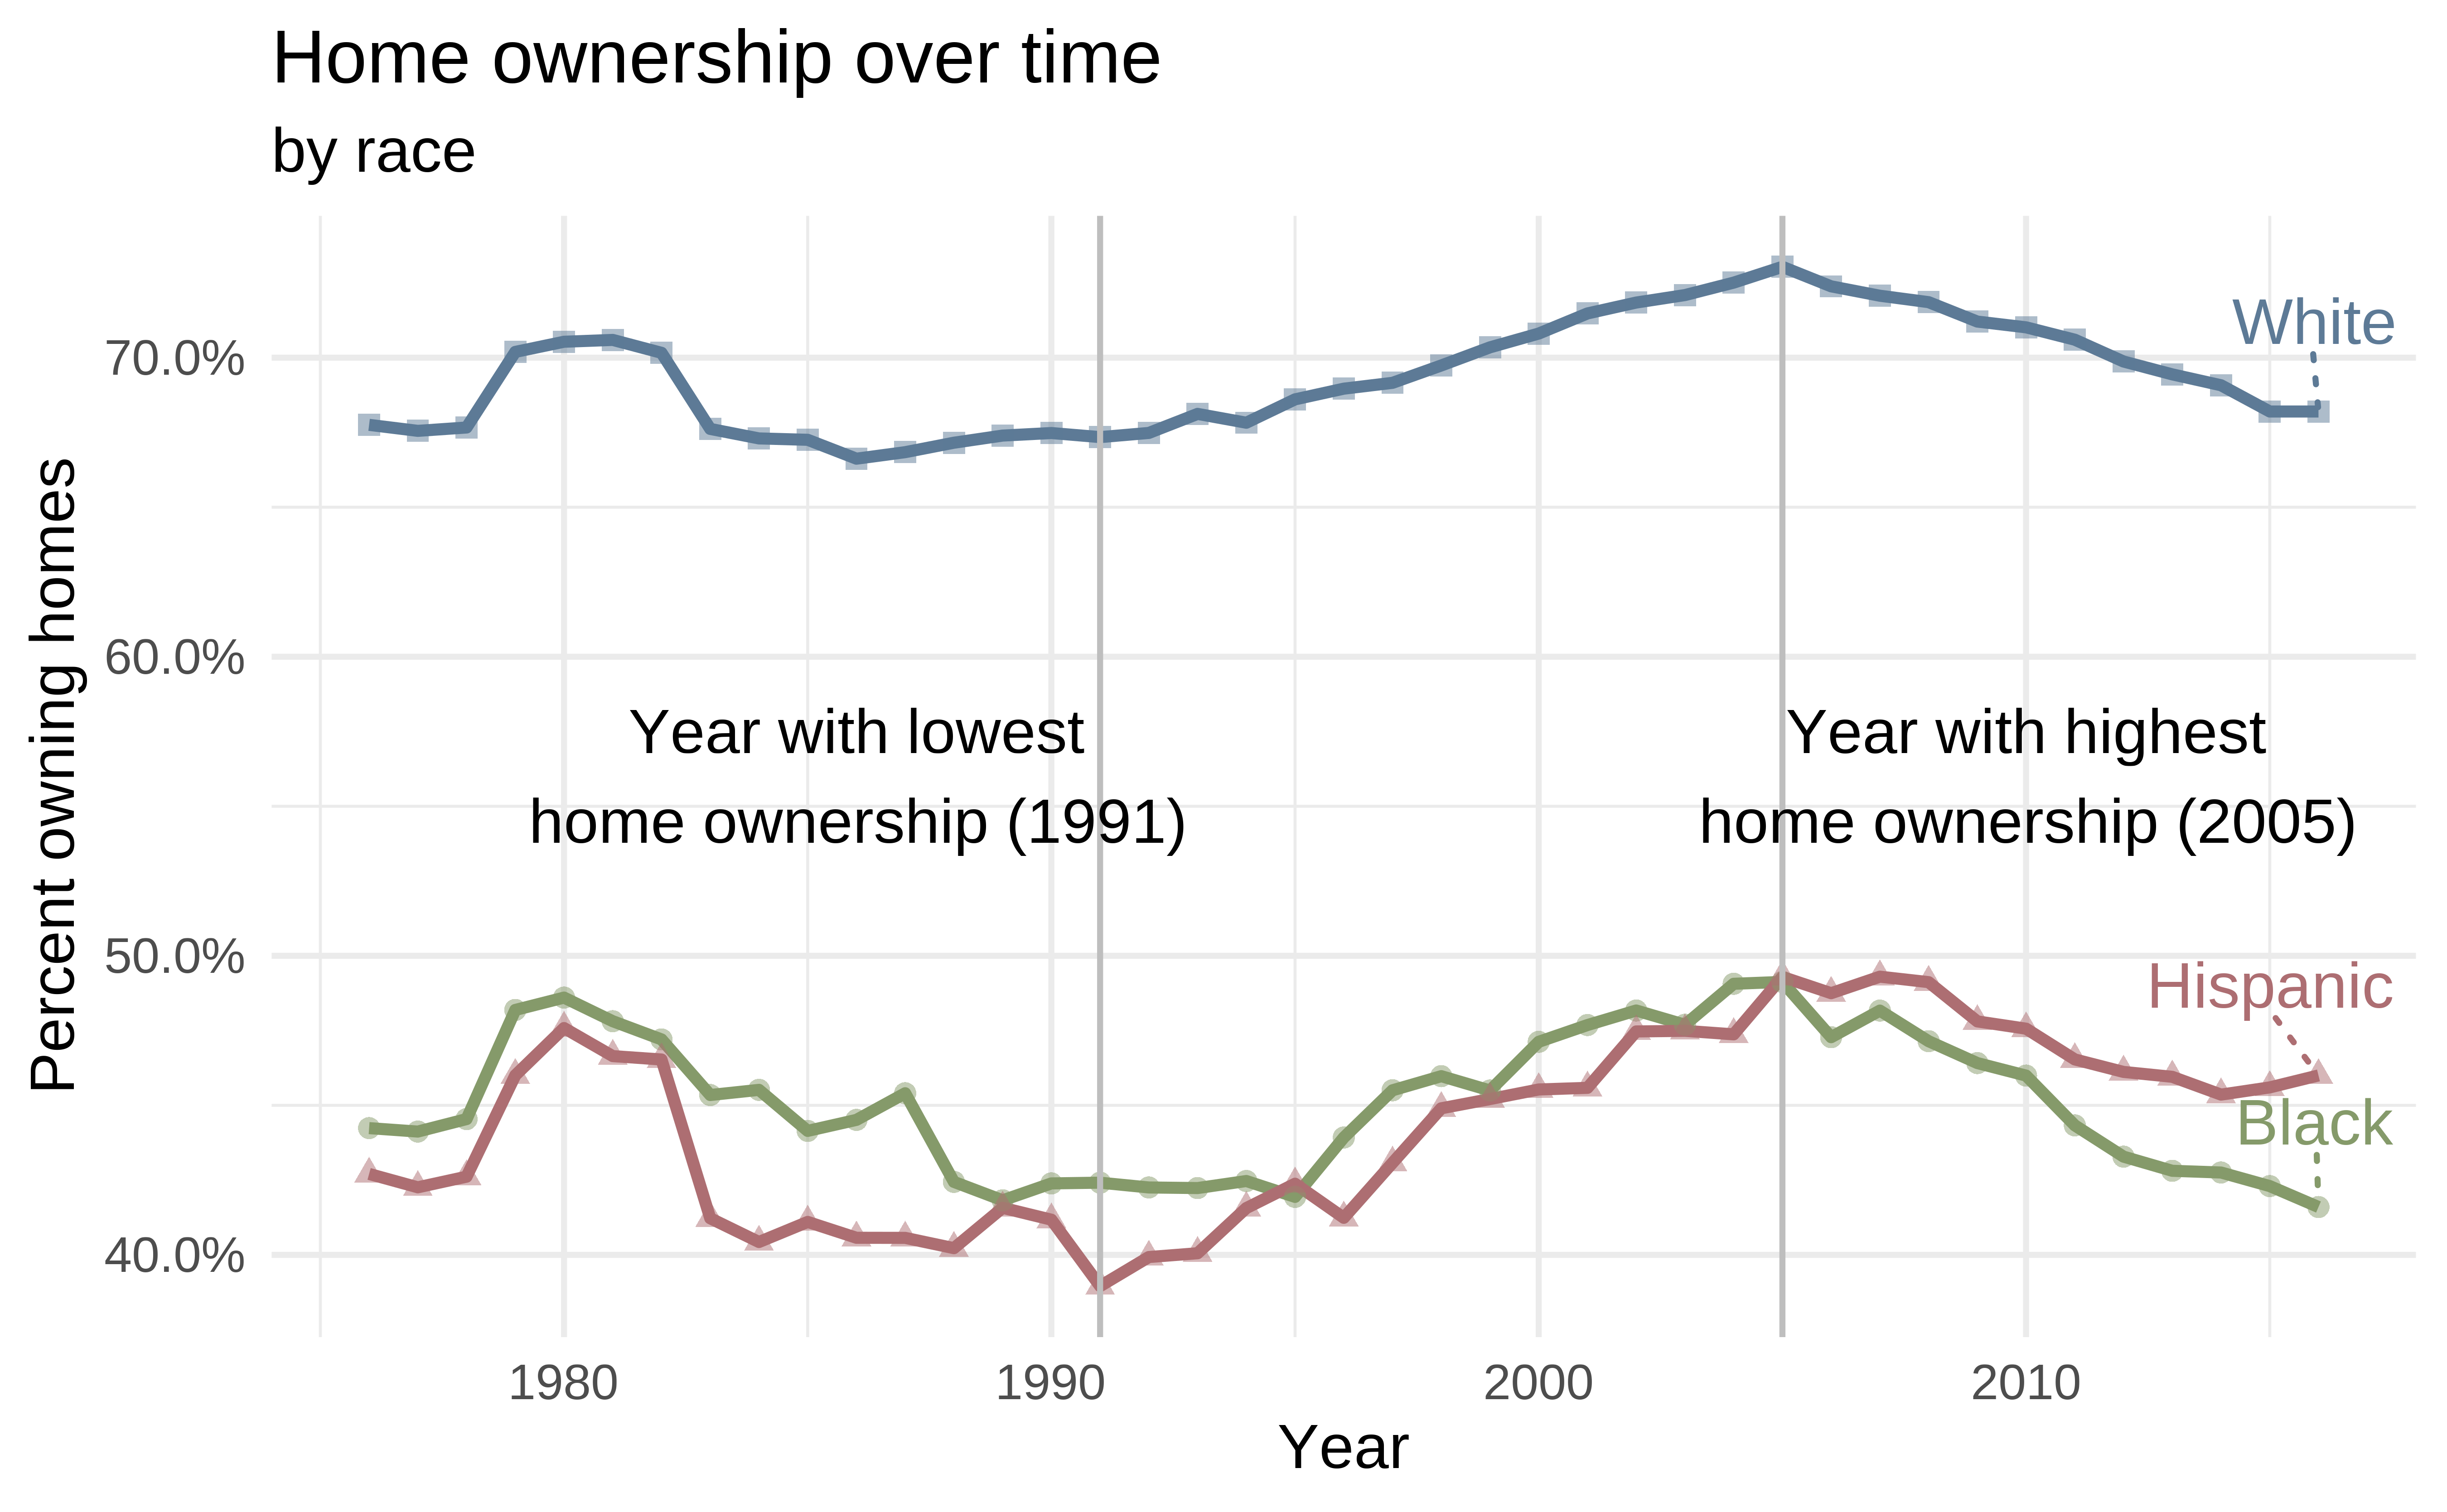 Home ownership over time
by race
Percent owning homes
70.0%
60.0%
50.0%
40.0%
White
Year with lowest
home ownership (1991)
Year with highest
home ownership (2005)
Hispanic
Black
1980
1990
2000
2010
Year